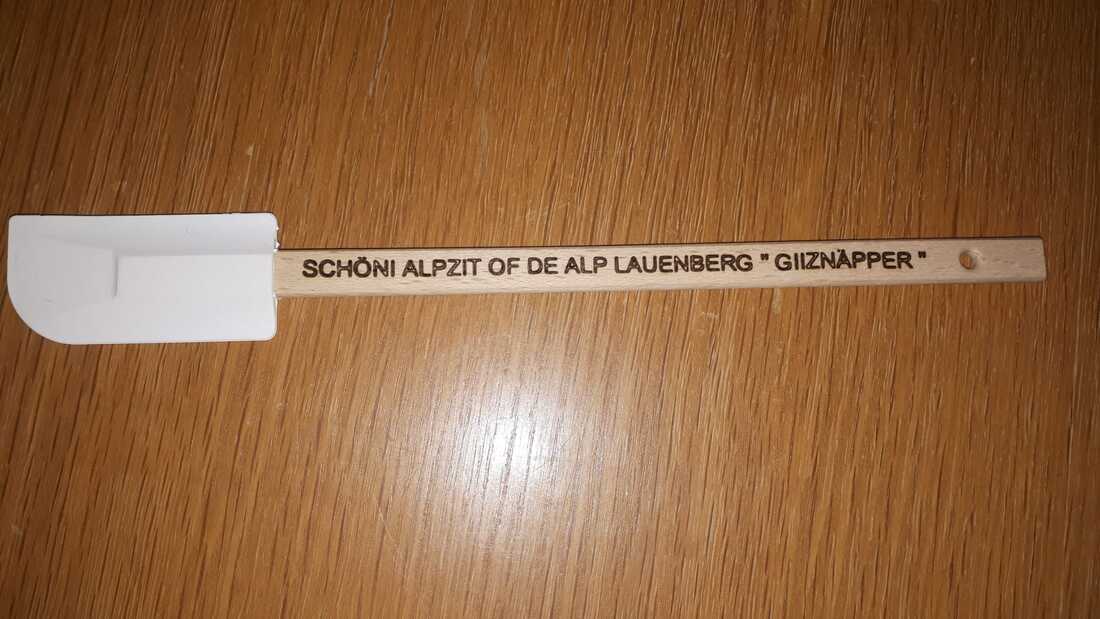 SCHÖNI ALPZIT OF DE ALP LAUENBERG " GIIZNÄPPER "